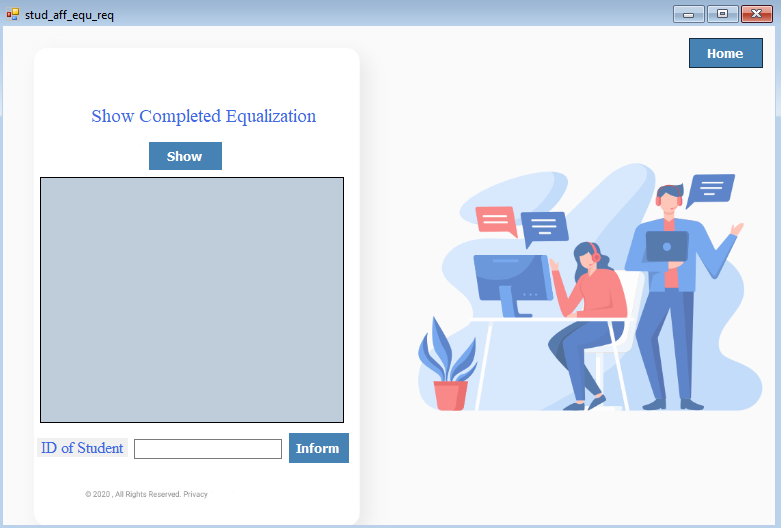 stud_aff_equ_req
Home
Show Completed Equalization
Show
ID of Student
Inform
© 2020 , All Rights Reserved. Privacy